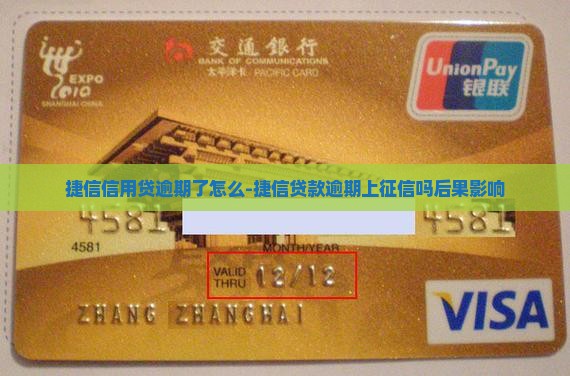 EXPO
2010
SHANGHAI CHINA
交通銀行
BANK OF COMMUNICATIONS
太平洋卡 PACIFIC CARD
UnionPay
银联
捷信信用贷逾期了怎么-捷信贷款逾期上征信吗后果影响
4581 4581
4581
MONTH/YEAR
VALID
THRU 12/12
ZHANG ZHANGHAI
VISA